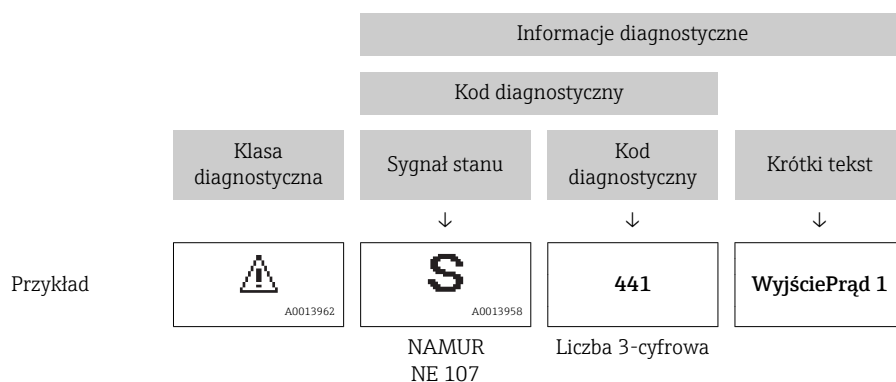 Informacje diagnostyczne
Kod diagnostyczny
Klasa
diagnostyczna
Sygnał stanu
Kod
diagnostyczny
Krótki tekst
↓
↓
↓
Przykład
A0013962
S
A0013958
441
WyjściePrąd 1
NAMUR
NE 107
Liczba 3-cyfrowa